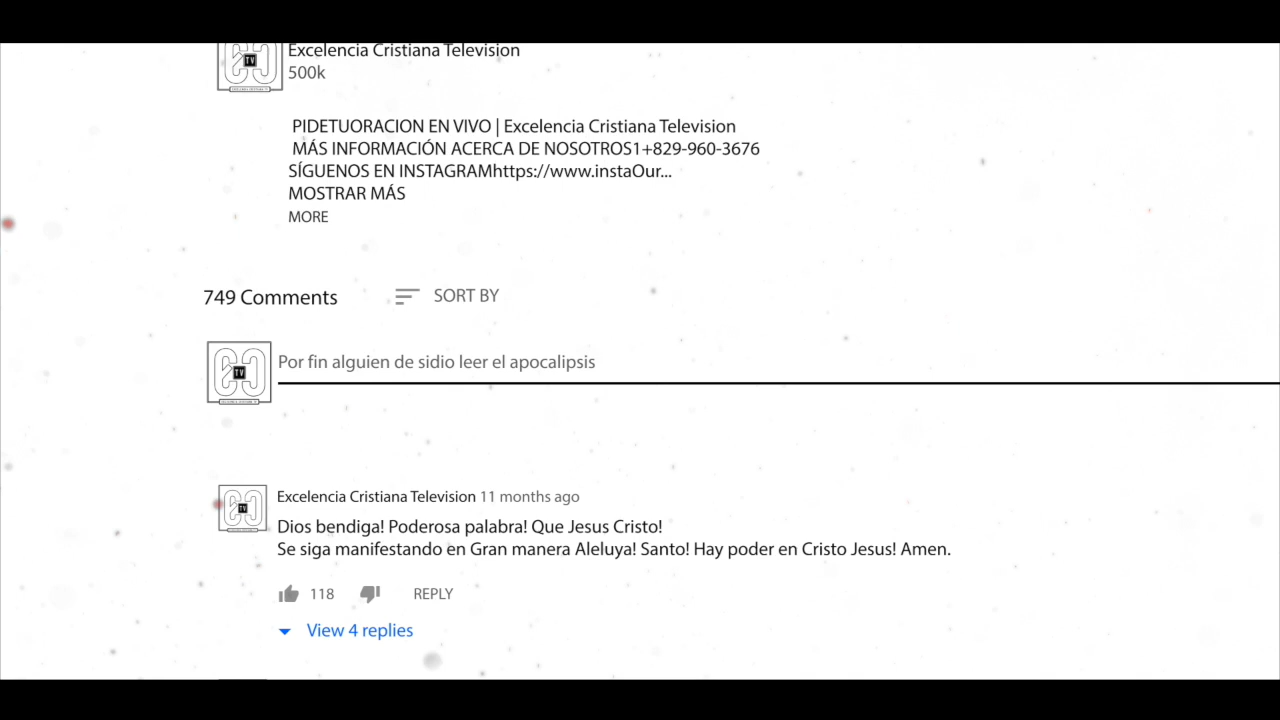 Excelencia Cristiana Television
500k
PIDETUORACION EN VIVO | Excelencia Cristiana Television
MÁS INFORMACIÓN ACERCA DE NOSOTROS1+829-960-3676
SÍGUENOS EN INSTAGRAMhttps://www.instaOur...
MOSTRAR MÁS
MORE
749 Comments
SORT BY
TV
Por fin alguien de sidio leer el apocalipsis
Excelencia Cristiana Television 11 months ago
Dios bendiga! Poderosa palabra! Que Jesus Cristo!
Se siga manifestando en Gran manera Aleluya! Santo! Hay poder en Cristo Jesus! Amen.
118
REPLY
View 4 replies